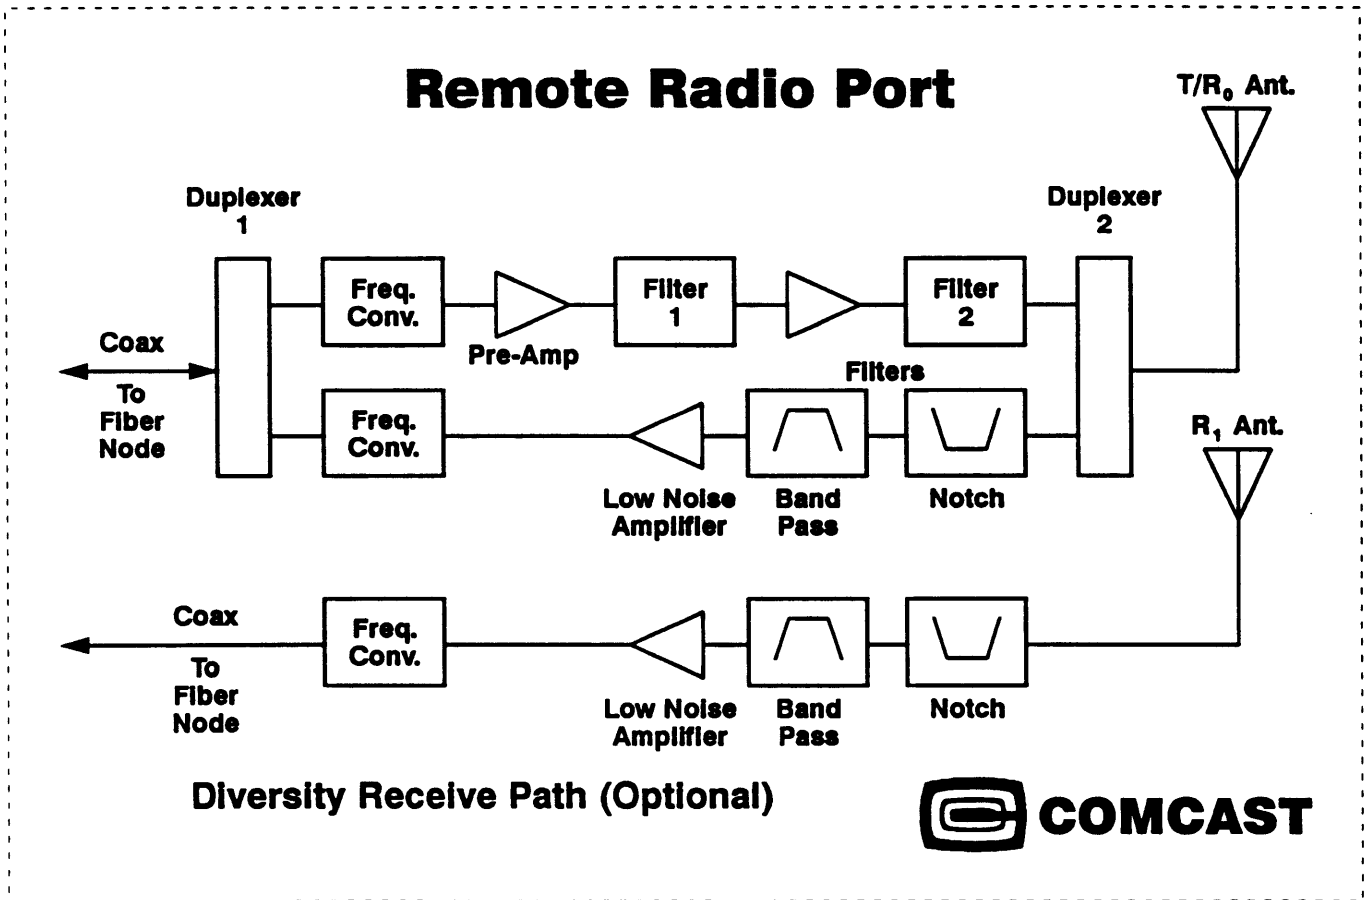 Remote Radio Port
T/R₀ Ant.
Duplexer
1
Duplexer
2
Freq.
Conv.
Pre-Amp
Filter
1
Filter
2
Coax
To
Fiber
Node
Filters
Freq.
Conv.
Low Noise
Amplifier
Band
Pass
Notch
R₁ Ant.
Coax
To
Fiber
Node
Freq.
Conv.
Low Noise
Amplifier
Band
Pass
Notch
Diversity Receive Path (Optional)
COMCAST